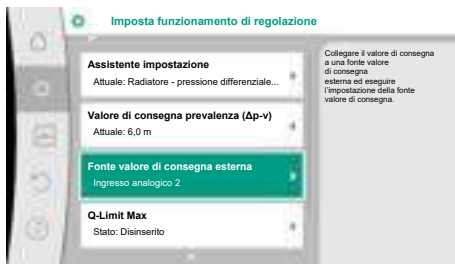 Imposta funzionamento di regolazione
Assistente impostazione
Attuale: Radiatore - pressione differenziale...
Valore di consegna prevalenza (Δp-v)
Attuale: 6,0 m
Fonte valore di consegna esterna
Ingresso analogico 2
Q-Limit Max
Stato: Disinserito
Collegare il valore di consegna
a una fonte valore
di consegna
esterna ed eseguire
l'impostazione della fonte
valore di consegna.